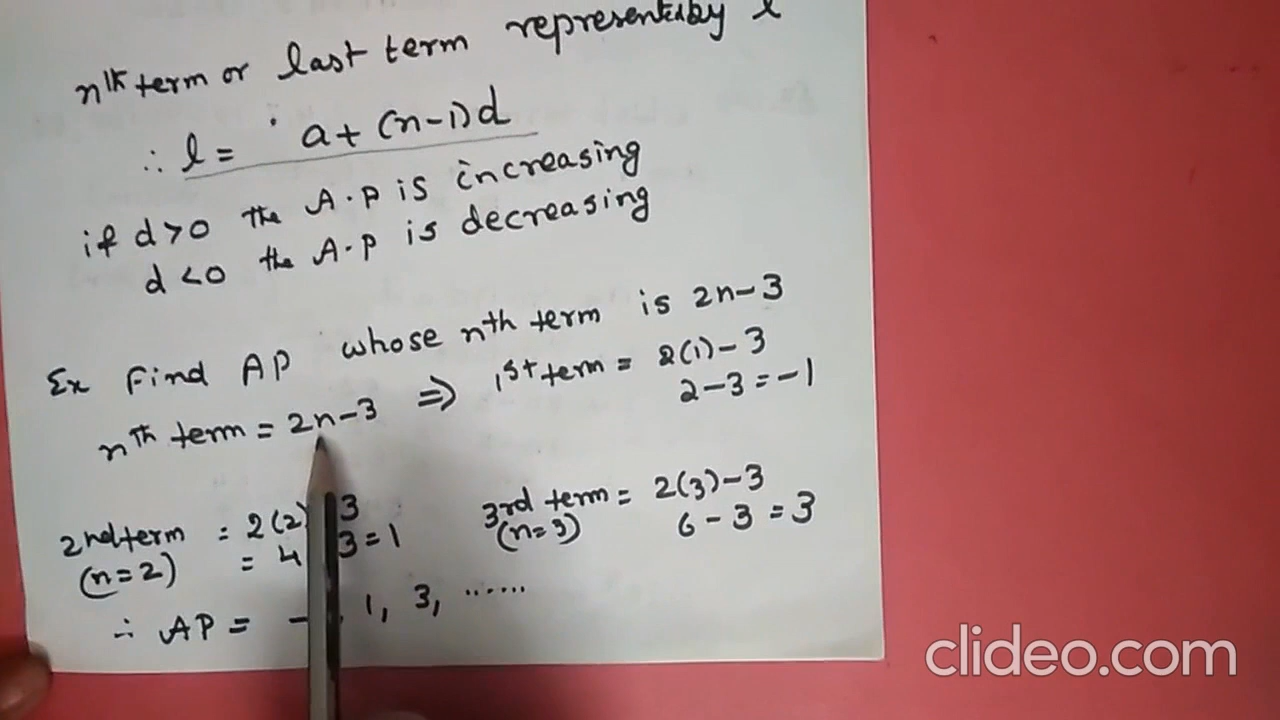 nth term or last term represented by l
∴ l = a + (n-1)d
if d>0 the A.P is increasing
d<0 the A.P is decreasing
Ex Find AP whose nth term is 2n-3
nth term = 2n-3 ⇒ 1st term = 2(1)-3
2-3 = -1
2nd term = 2(2) 3
(n=2) = 4 3 = 1
3rd term = 2(3)-3
(n=3) 6-3 = 3
∴ AP = - , 1, 3, ......
clideo.com